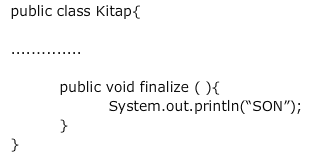 public class Kitap{
..............
public void finalize ( ){
System.out.println(“SON”);
}
}